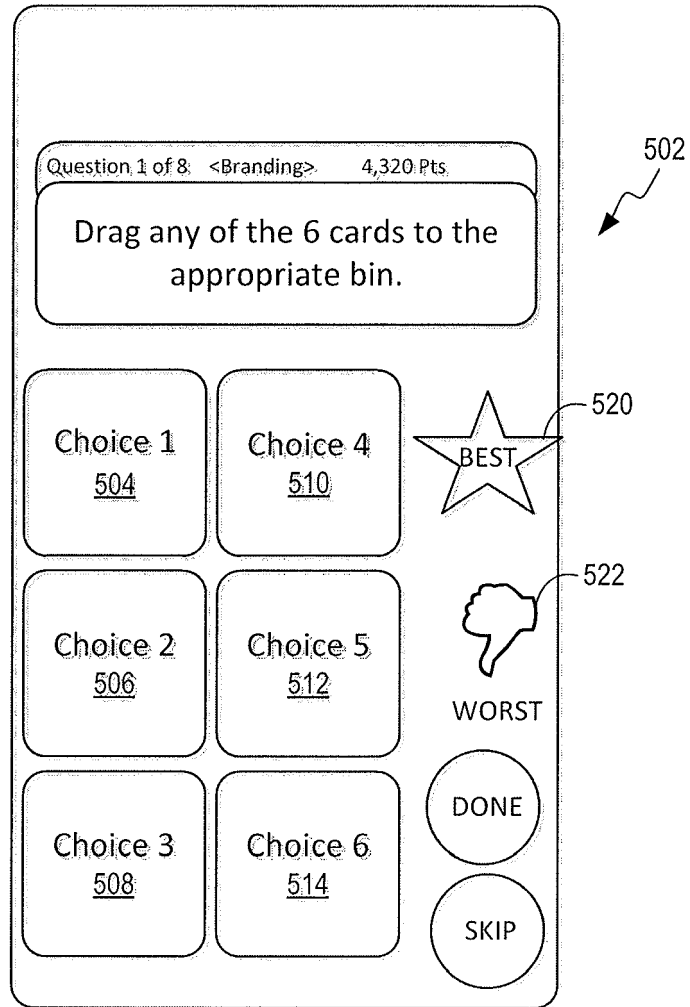 502
Question 1 of 8 <Branding> 4,320 Pts
Drag any of the 6 cards to the
appropriate bin.
Choice 1
504
Choice 4
510
BEST
520
Choice 2
506
Choice 5
512
522
WORST
Choice 3
508
Choice 6
514
DONE
SKIP